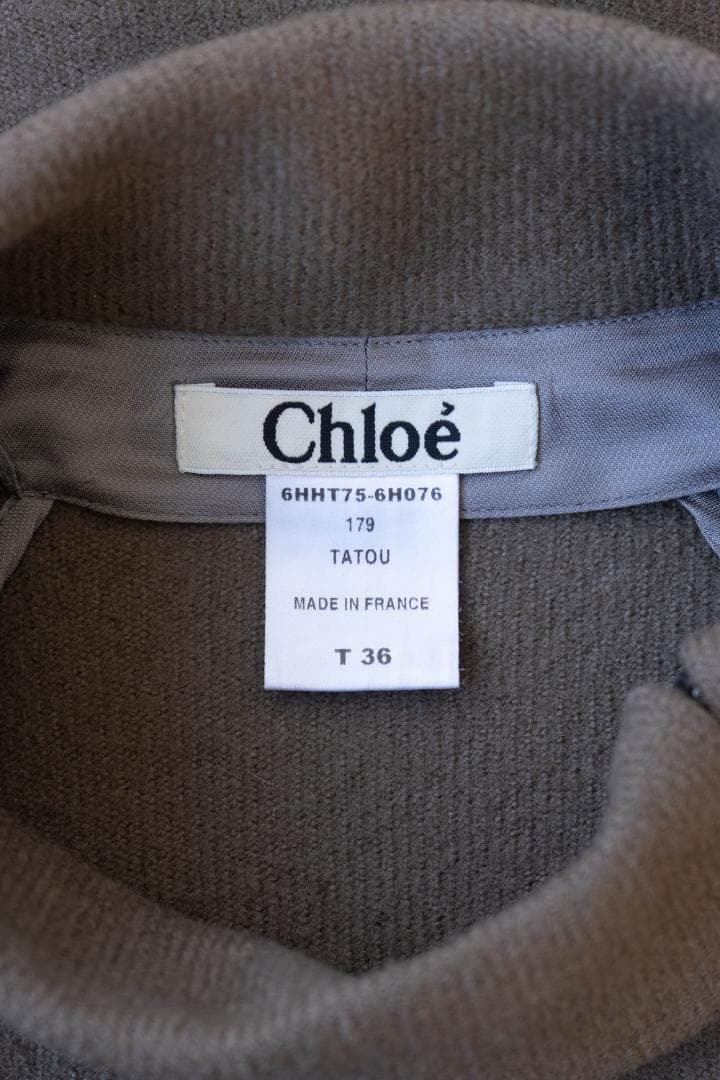 Chloé
6HHT75-6H076
179
TATOU
MADE IN FRANCE
T 36